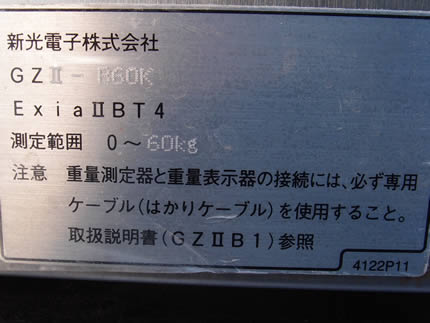 新光電子株式会社
GZⅡ-R60K
ExiaⅡBT4
測定範囲 0～60kg
注意 重量測定器と重量表示器の接続には、必ず専用
ケーブル(はかりケーブル)を使用すること。
取扱説明書(GZⅡB1)参照
4122P11